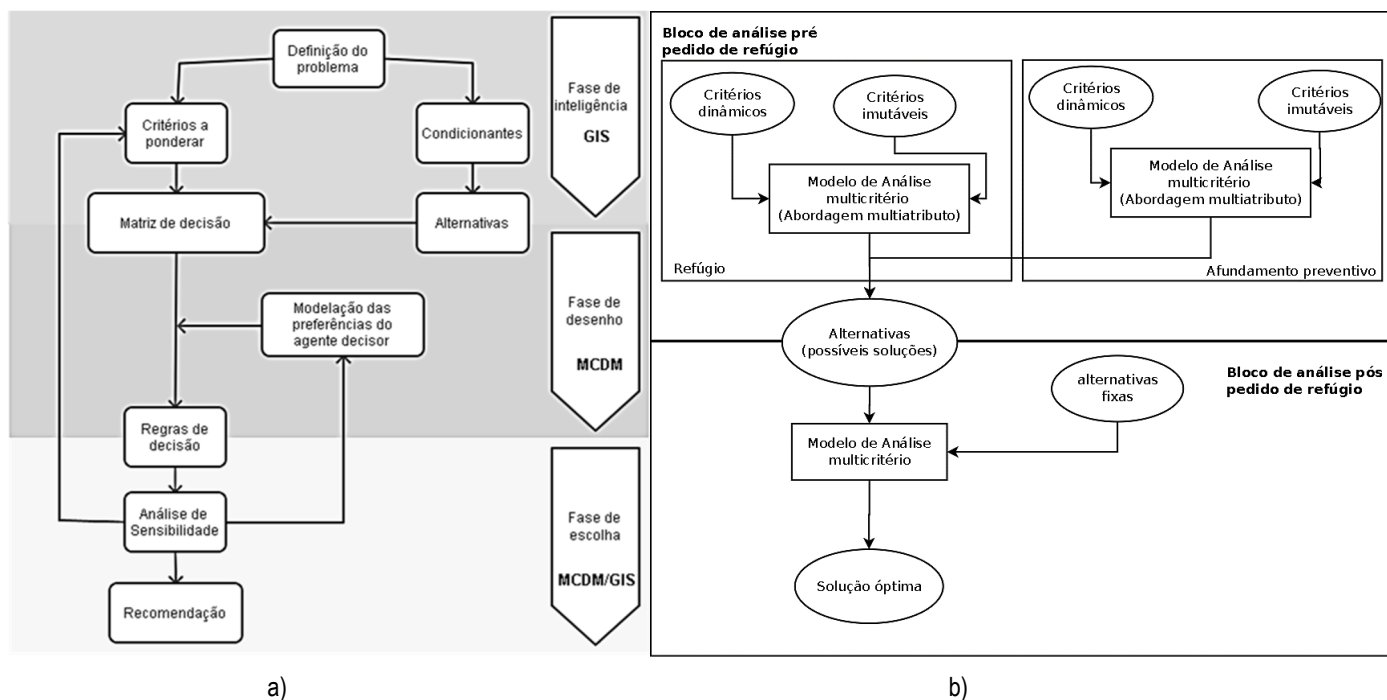 Definição do
problema
Critérios a
ponderar
Condicionantes
Matriz de decisão
Alternativas
Modelação das
preferências do
agente decisor
Regras de
decisão
Análise de
Sensibilidade
Recomendação
Fase de
inteligência
GIS
Fase de
desenho
MCDM
Fase de
escolha
MCDM/GIS
a)
Bloco de análise pré
pedido de refúgio
Critérios
dinâmicos
Critérios
imutáveis
Modelo de Análise
multicritério
(Abordagem multiatributo)
Refúgio
Critérios
dinâmicos
Critérios
imutáveis
Modelo de Análise
multicritério
(Abordagem multiatributo)
Afundamento preventivo
Alternativas
(possíveis soluções)
Bloco de análise pós
pedido de refúgio
alternativas
fixas
Modelo de Análise
multicritério
Solução óptima
b)